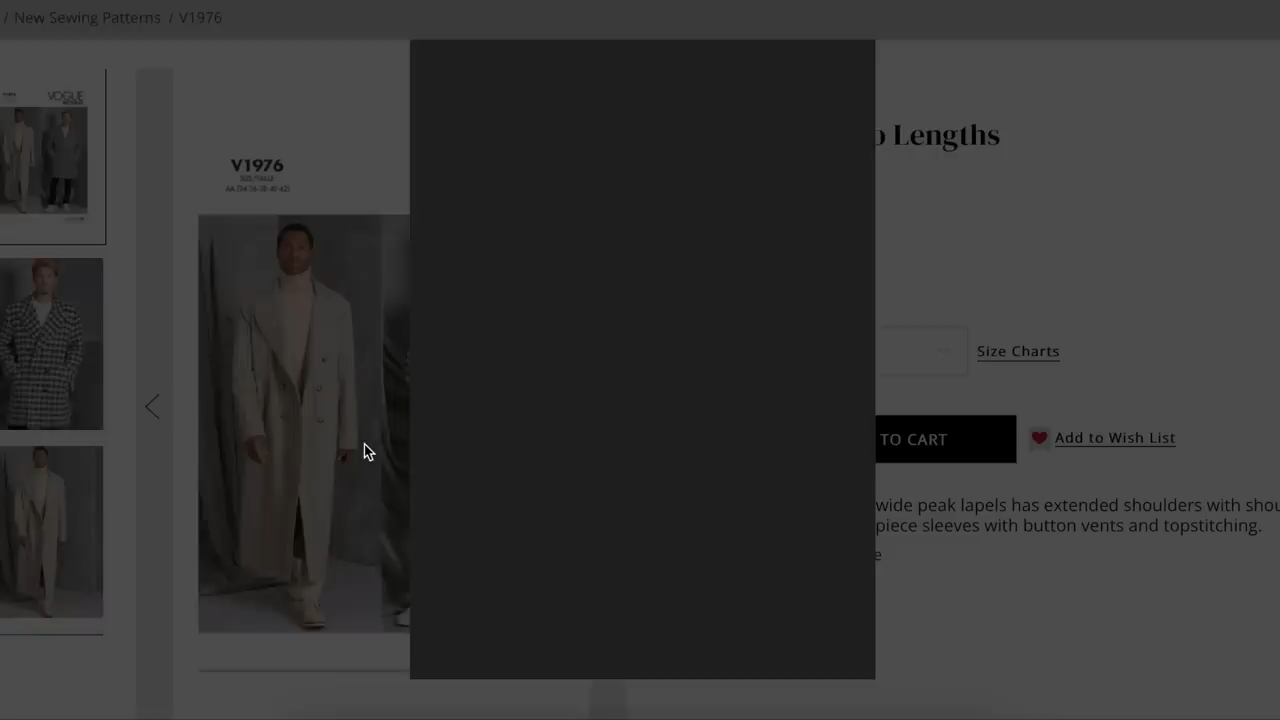 / New Sewing Patterns / V1976
VOGUE
V1976
o Lengths
Size Charts
TO CART
Add to Wish List
wide peak lapels has extended shoulders with shou
piece sleeves with button vents and topstitching.
e